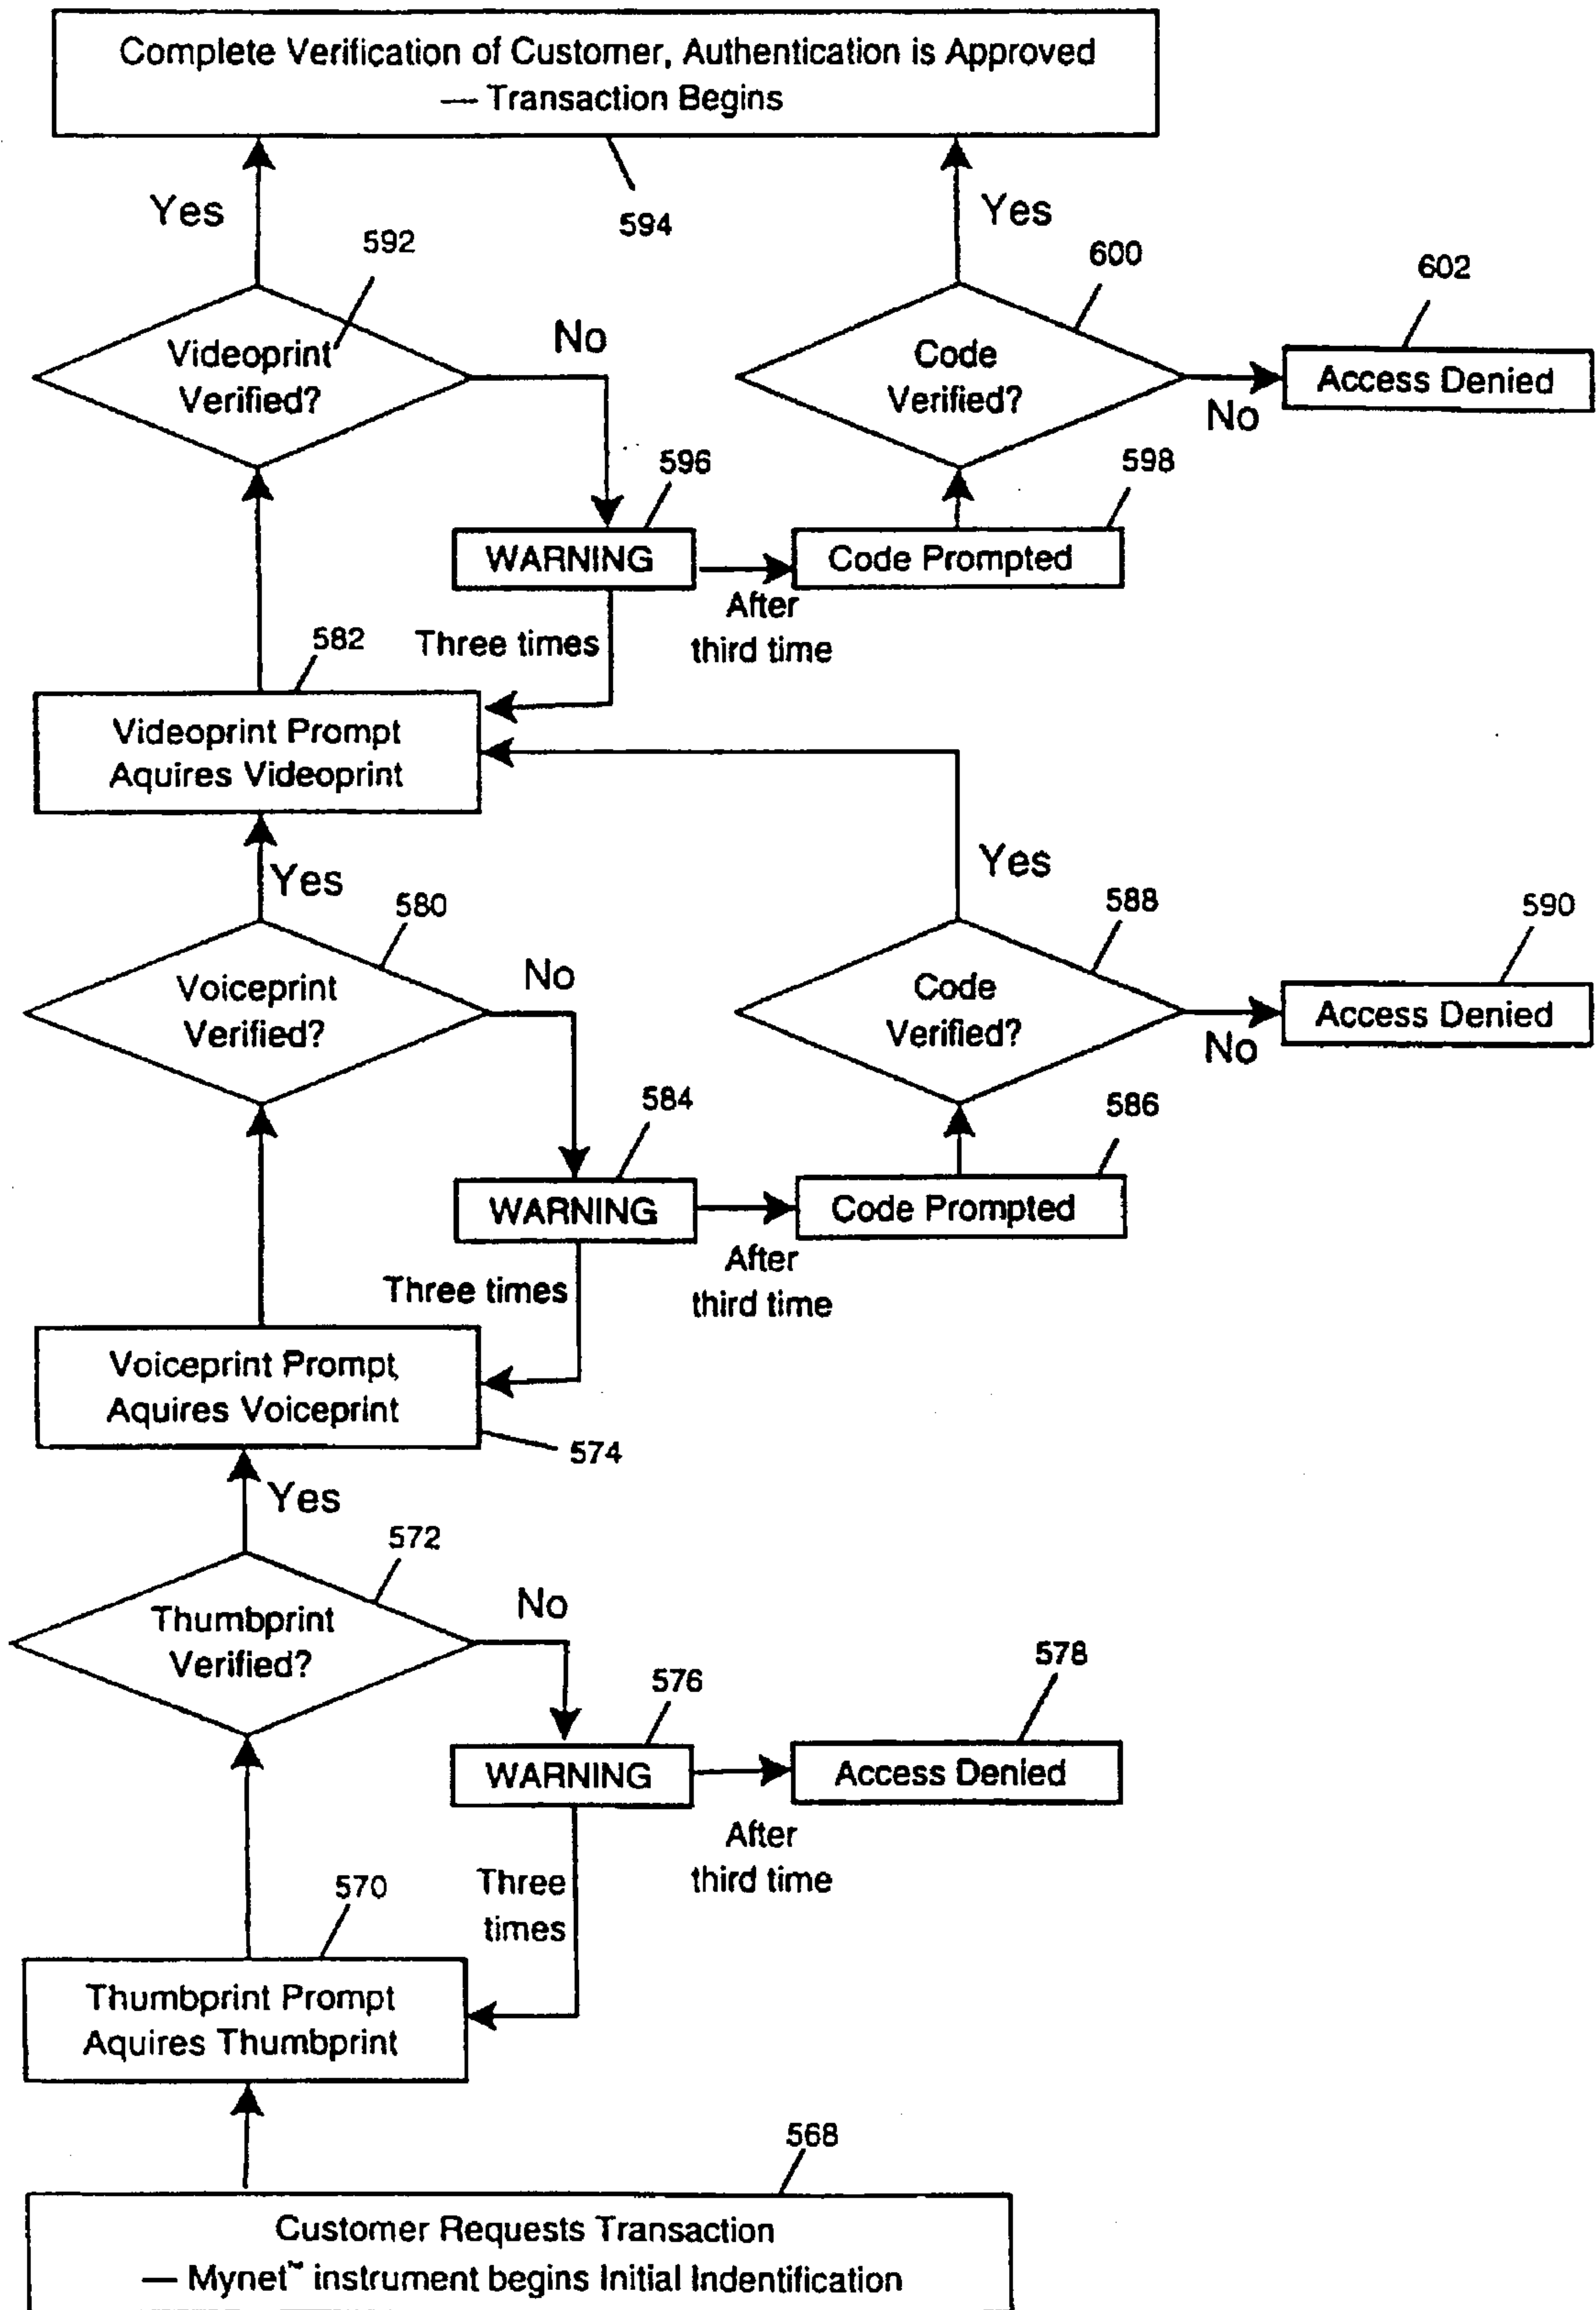 Complete Verification of Customer, Authentication is Approved
— Transaction Begins
Yes
594
Yes
592
600
602
Videoprint
Verified?
No
Code
Verified?
Access Denied
No
596
598
WARNING
Code Prompted
After
third time
Three times
582
Videoprint Prompt
Aquires Videoprint
Yes
Yes
580
588
590
Voiceprint
Verified?
No
Code
Verified?
Access Denied
No
584
586
WARNING
Code Prompted
After
third time
Three times
Voiceprint Prompt
Aquires Voiceprint
574
Yes
572
Thumbprint
Verified?
No
576
578
WARNING
Access Denied
After
third time
Three
times
570
Thumbprint Prompt
Aquires Thumbprint
568
Customer Requests Transaction
— Mynet™ instrument begins Initial Indentification